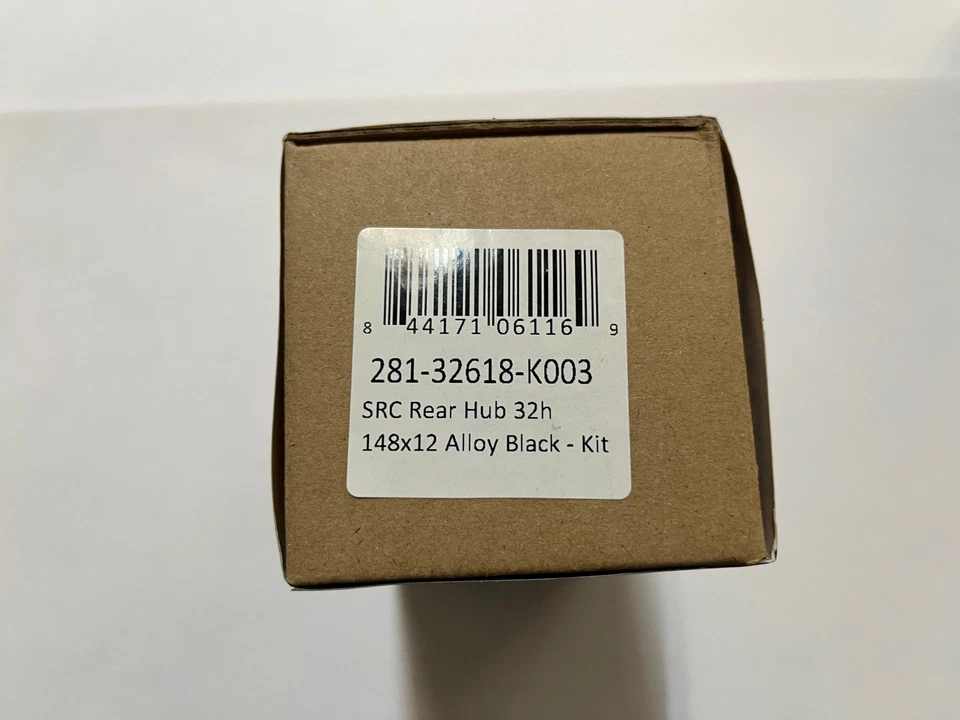 8 44171 06116 9
281-32618-K003
SRC Rear Hub 32h
148x12 Alloy Black - Kit